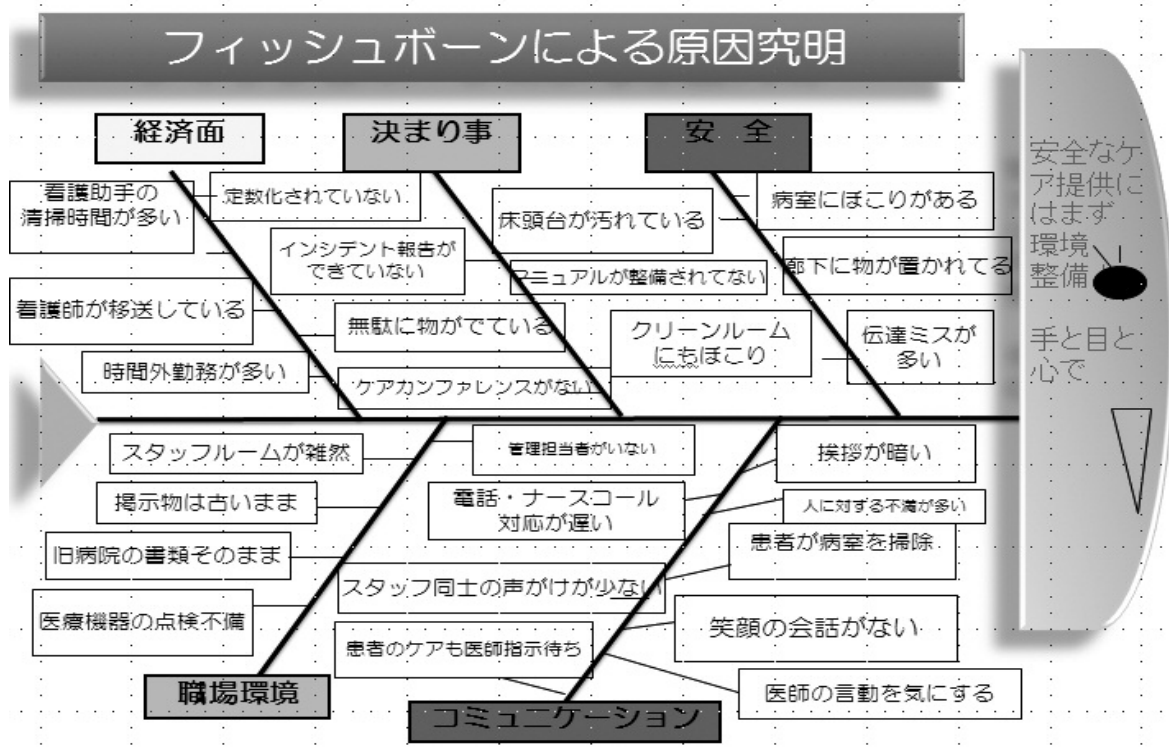 フィッシュボーンによる原因究明
経済面
決まり事
安 全
看護助手の
清掃時間が多い
定数化されていない
インシデント報告が
できていない
看護師が移送している
無駄に物がでている
時間外勤務が多い
ケアカンファレンスがない
床頭台が汚れている
マニュアルが整備されてない
クリーンルーム
にもほこり
病室にほこりがある
廊下に物が置かれてる
伝達ミスが
多い
安全なケ
ア提供に
はまず
環境
整備
手と目と
心で
スタッフルームが雑然
掲示物は古いまま
旧病院の書類そのまま
医療機器の点検不備
管理担当者がいない
電話・ナースコール
対応が遅い
スタッフ同士の声がけが少ない
患者のケアも医師指示待ち
挨拶が暗い
人に対する不満が多い
患者が病室を掃除
笑顔の会話がない
医師の言動を気にする
職場環境
コミュニケーション